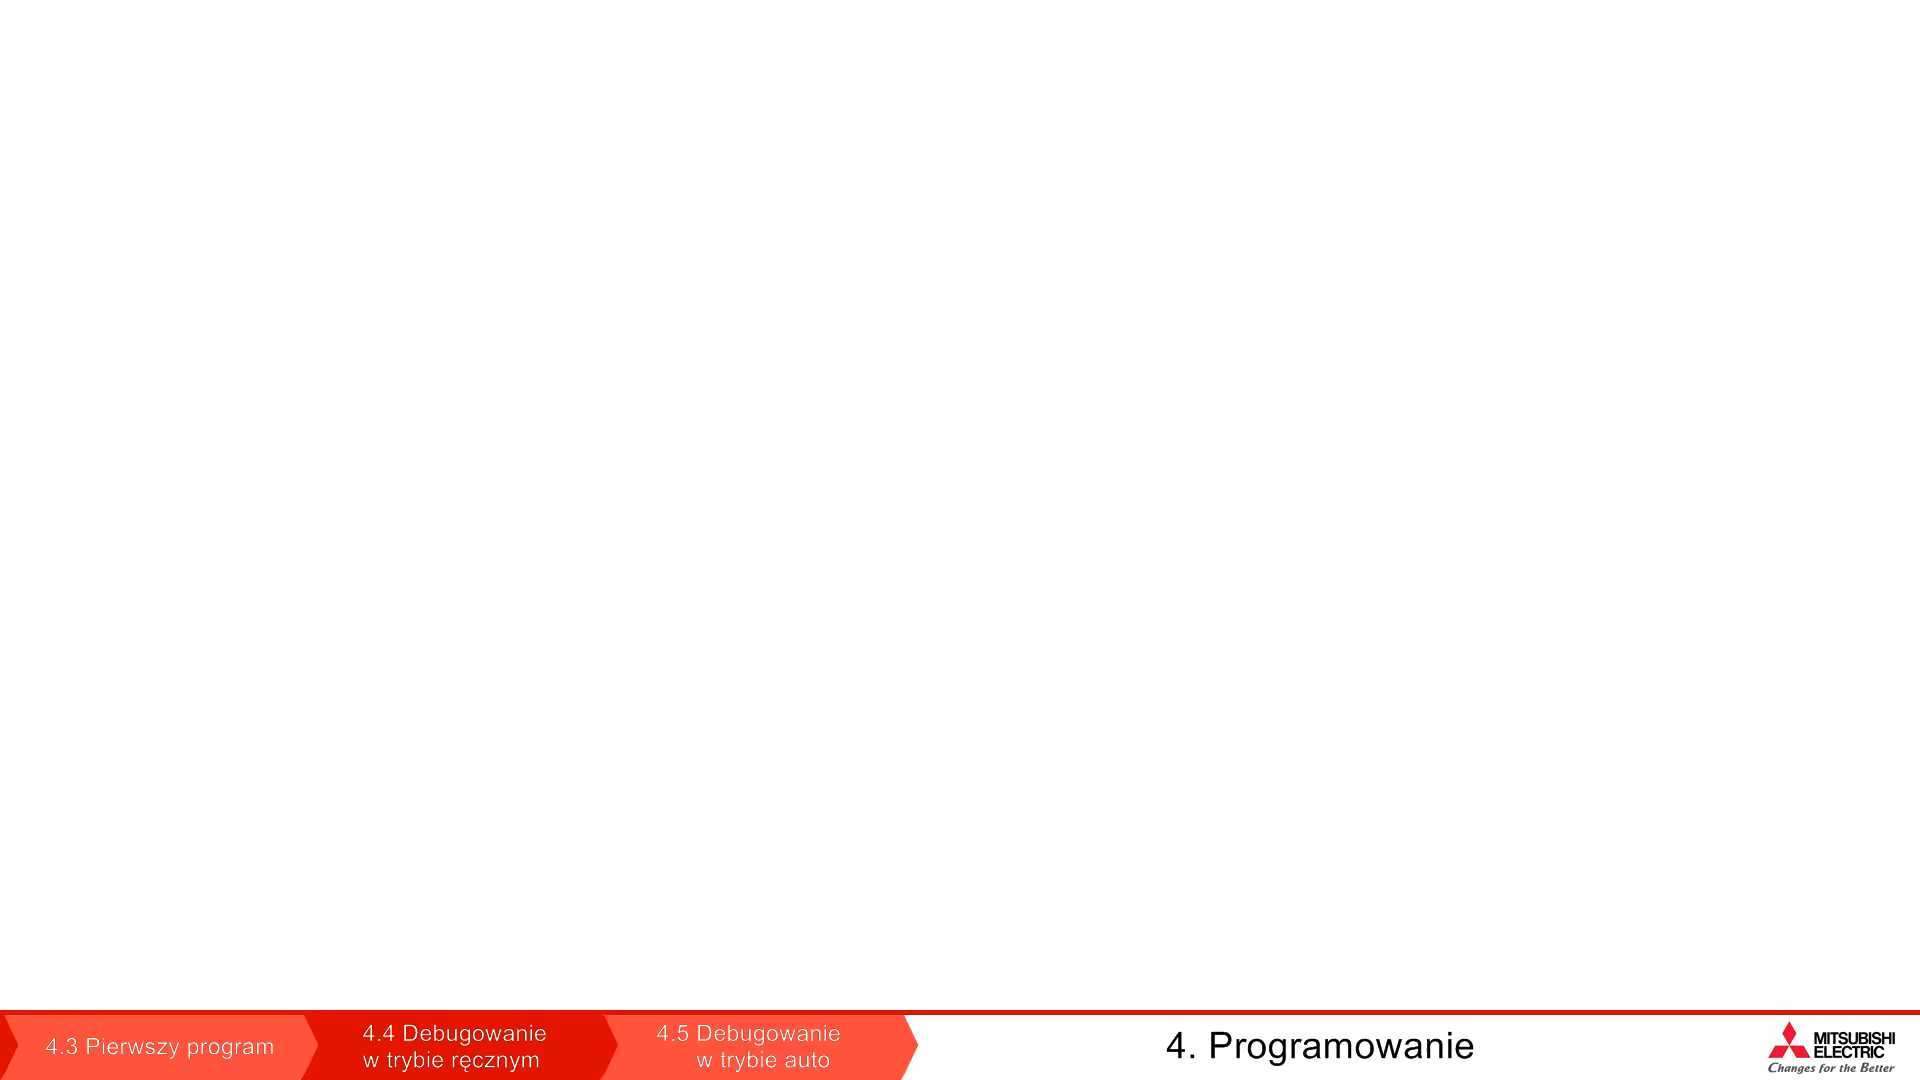 4.3 Pierwszy program
4.4 Debugowanie
w trybie ręcznym
4.5 Debugowanie
w trybie auto
4. Programowanie
MITSUBISHI
ELECTRIC
Changes for the Better